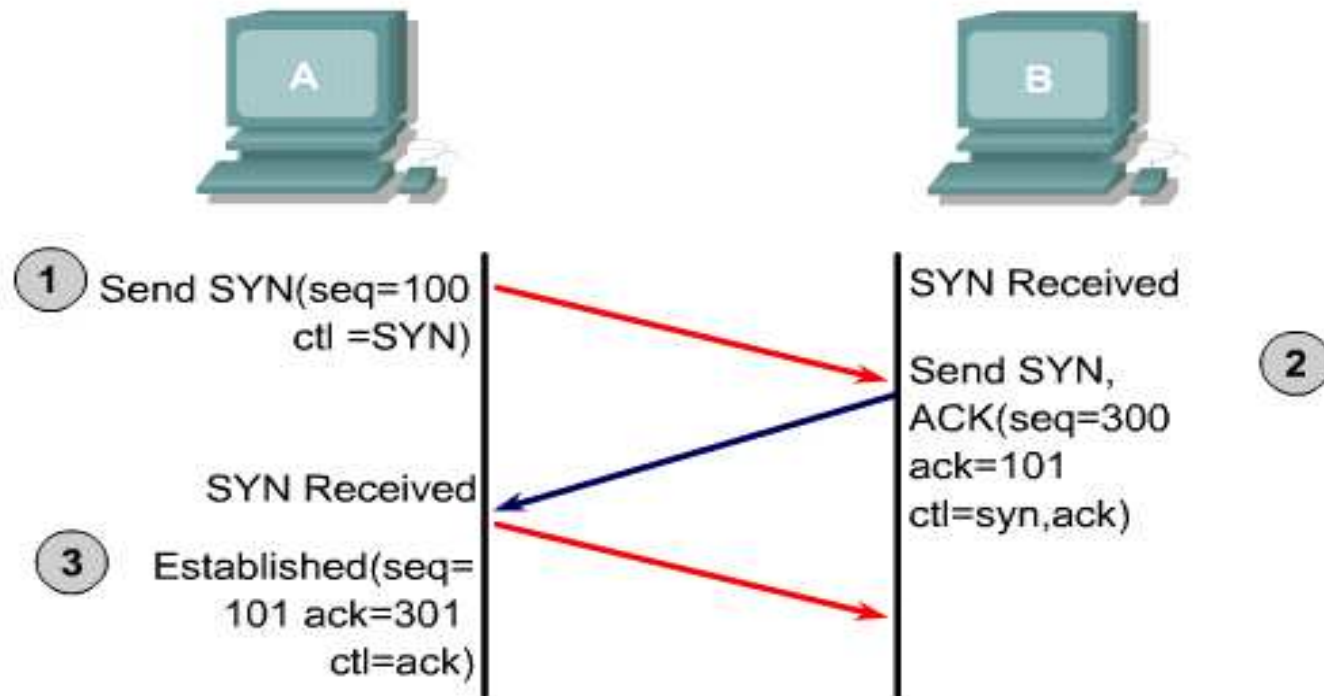 A
B
1
Send SYN(seq=100
ctl =SYN)
SYN Received
2
Send SYN,
ACK(seq=300
ack=101
ctl=syn,ack)
SYN Received
3
Established(seq=
101 ack=301
ctl=ack)